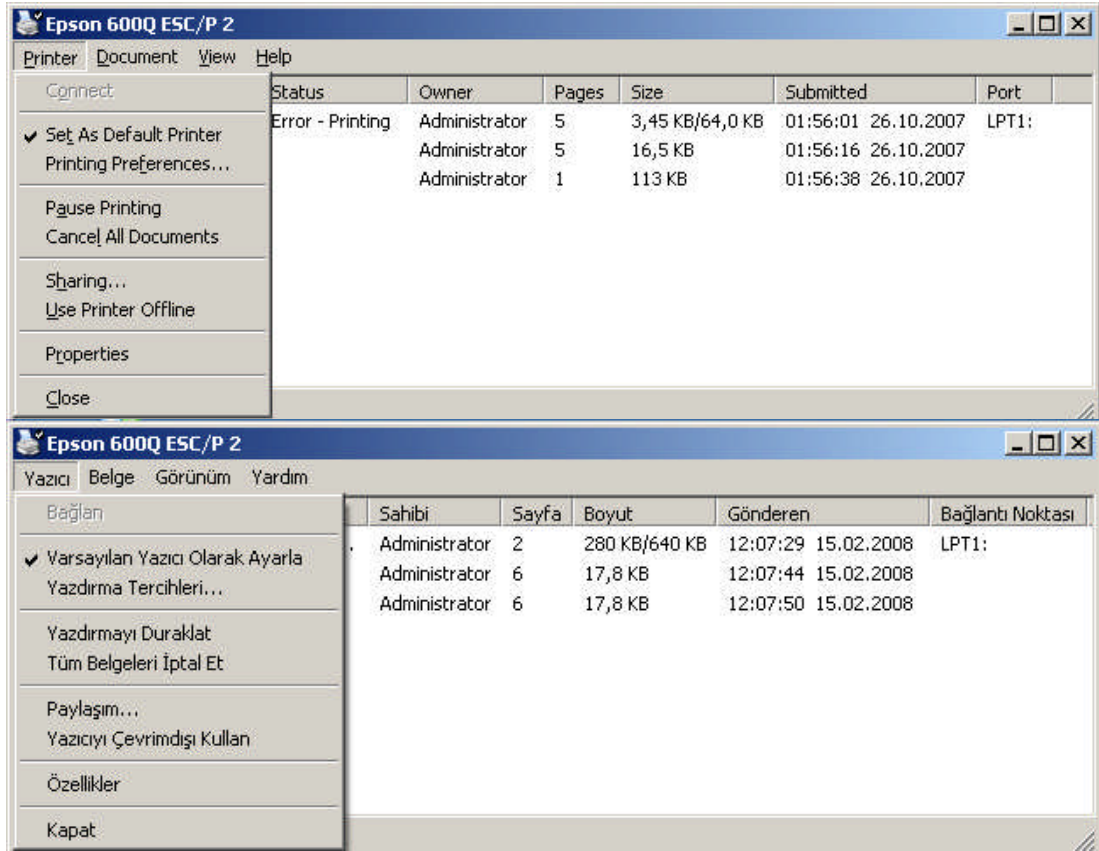 Epson 600Q ESC/P 2
Printer Document View Help
Connect
Set As Default Printer
Printing Preferences...
Pause Printing
Cancel All Documents
Sharing...
Use Printer Offline
Properties
Close
Status Owner Pages Size Submitted Port
Error - Printing Administrator 5 3,45 KB/64,0 KB 01:56:01 26.10.2007 LPT1:
Administrator 5 16,5 KB 01:56:16 26.10.2007
Administrator 1 113 KB 01:56:38 26.10.2007
Epson 600Q ESC/P 2
Yazıcı Belge Görünüm Yardım
Bağlan
Varsayılan Yazıcı Olarak Ayarla
Yazdırma Tercihleri...
Yazdırmayı Duraklat
Tüm Belgeleri İptal Et
Paylaşım...
Yazıcıyı Çevrimdışı Kullan
Özellikler
Kapat
Sahibi Sayfa Boyut Gönderen Bağlantı Noktası
Administrator 2 280 KB/640 KB 12:07:29 15.02.2008 LPT1:
Administrator 6 17,8 KB 12:07:44 15.02.2008
Administrator 6 17,8 KB 12:07:50 15.02.2008